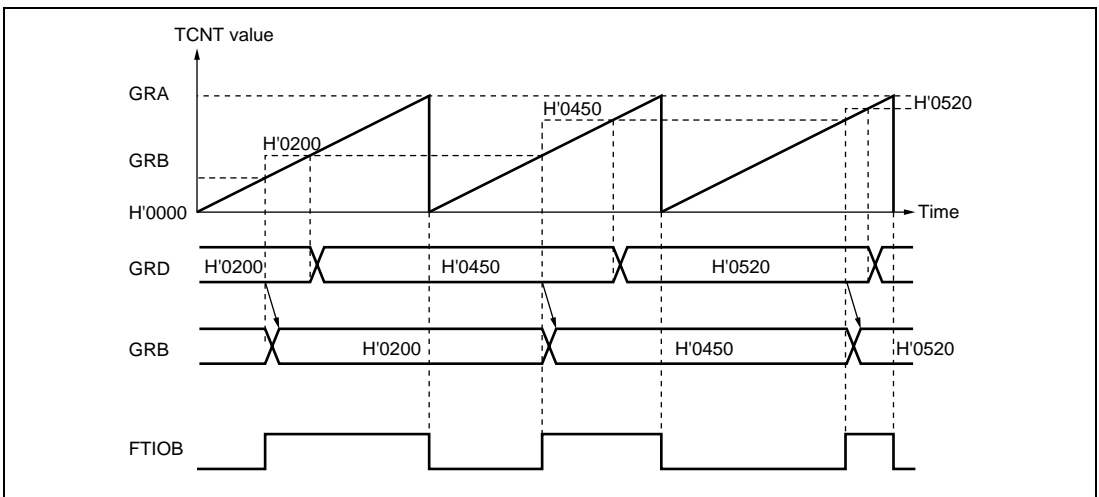 TCNT value
GRA
H'0450
H'0520
H'0200
GRB
H'0000
Time
GRD
H'0200
H'0450
H'0520
GRB
H'0200
H'0450
H'0520
FTIOB